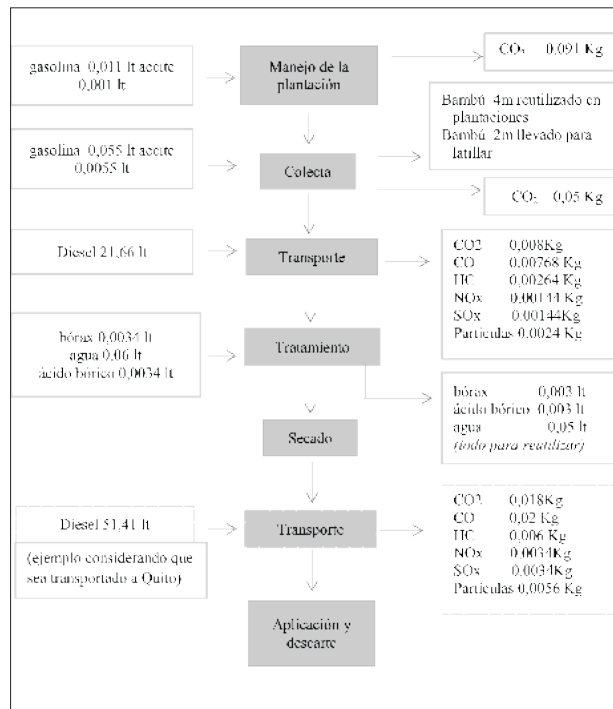 gasolina 0,011 lt aceite
0,001 lt
Manejo de la
plantación
CO₂ 0,091 Kg
gasolina 0,055 lt aceite
0,0055 lt
Colecta
Bambú 4m reutilizado en
plantaciones
Bambú 2m llevado para
latillar
CO₂ 0,05 Kg
Diesel 21,66 lt
Transporte
CO2 0,008Kg
CO 0,00768 Kg
HC 0,00264 Kg
NOx 0,00144 Kg
SOx 0,00144Kg
Partículas 0,0024 Kg
bórax 0,0034 lt
agua 0,06 lt
ácido bórico 0,0034 lt
Tratamiento
bórax 0,003 lt
ácido bórico 0,003 lt
agua 0,05 lt
(todo para reutilizar)
Secado
Diesel 51,41 lt
(ejemplo considerando que
sea transportado a Quito)
Transporte
CO2 0,018Kg
CO 0,02 Kg
HC 0,006 Kg
NOx 0,0034Kg
SOx 0,0034Kg
Partículas 0,0056 Kg
Aplicación y
descarte